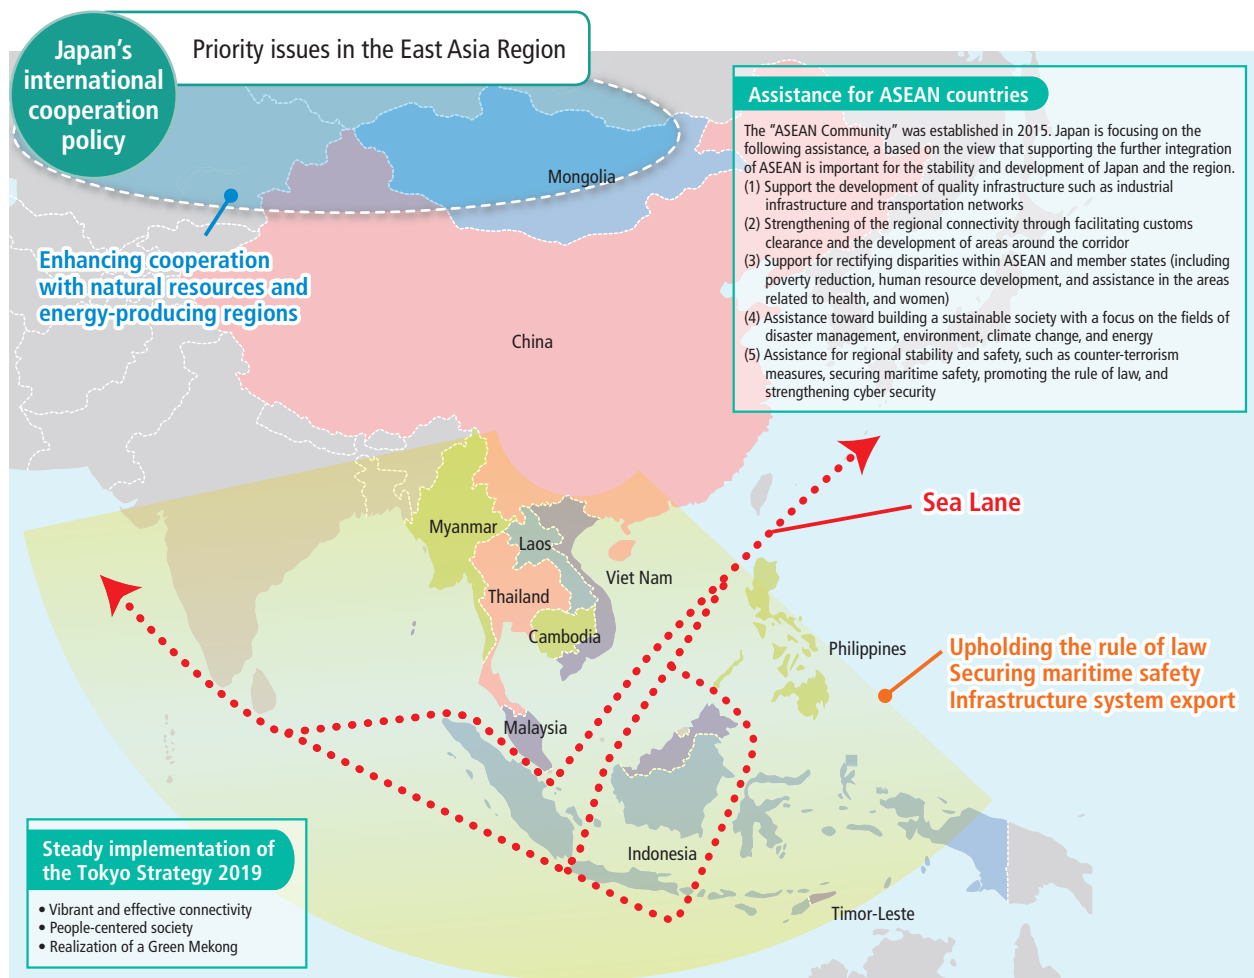 Japan's
international
cooperation
policy
Priority issues in the East Asia Region
Assistance for ASEAN countries
The "ASEAN Community" was established in 2015. Japan is focusing on the
following assistance, a based on the view that supporting the further integration
of ASEAN is important for the stability and development of Japan and the region.
(1) Support the development of quality infrastructure such as industrial
infrastructure and transportation networks
(2) Strengthening of the regional connectivity through facilitating customs
clearance and the development of areas around the corridor
(3) Support for rectifying disparities within ASEAN and member states (including
poverty reduction, human resource development, and assistance in the areas
related to health, and women)
(4) Assistance toward building a sustainable society with a focus on the fields of
disaster management, environment, climate change, and energy
(5) Assistance for regional stability and safety, such as counter-terrorism
measures, securing maritime safety, promoting the rule of law, and
strengthening cyber security
Mongolia
Enhancing cooperation
with natural resources and
energy-producing regions
China
Sea Lane
Myanmar
Laos
Viet Nam
Thailand
Cambodia
Philippines
Upholding the rule of law
Securing maritime safety
Infrastructure system export
Malaysia
Indonesia
Timor-Leste
Steady implementation of
the Tokyo Strategy 2019
• Vibrant and effective connectivity
• People-centered society
• Realization of a Green Mekong